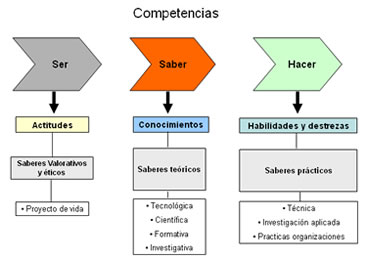 Competencias
Ser
Saber
Hacer
Actitudes
Conocimientos
Habilidades y destrezas
Saberes Valorativos
y éticos
Saberes teóricos
Saberes prácticos
• Proyecto de vida
• Tecnológica
• Científica
• Formativa
• Investigativa
• Técnica
• Investigación aplicada
• Practicas organizaciones